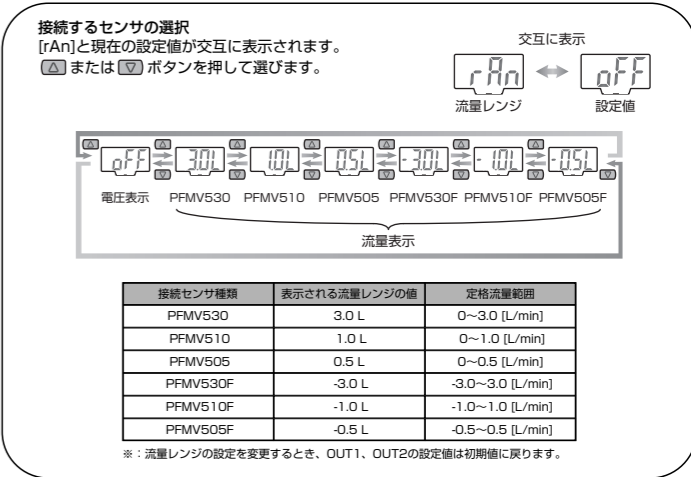 接続するセンサの選択
[rAn]と現在の設定値が交互に表示されます。
△ または ▽ ボタンを押して選びます。
交互に表示
rAn ⇔ oFF
流量レンジ 設定値
oFF 3.0L 1.0L 0.5L -3.0L -1.0L -0.5L
電圧表示 PFMV530 PFMV510 PFMV505 PFMV530F PFMV510F PFMV505F
流量表示
接続センサ種類 表示される流量レンジの値 定格流量範囲
PFMV530 3.0 L 0～3.0 [L/min]
PFMV510 1.0 L 0～1.0 [L/min]
PFMV505 0.5 L 0～0.5 [L/min]
PFMV530F -3.0 L -3.0～3.0 [L/min]
PFMV510F -1.0 L -1.0～1.0 [L/min]
PFMV505F -0.5 L -0.5～0.5 [L/min]
※：流量レンジの設定を変更するとき、OUT1、OUT2の設定値は初期値に戻ります。